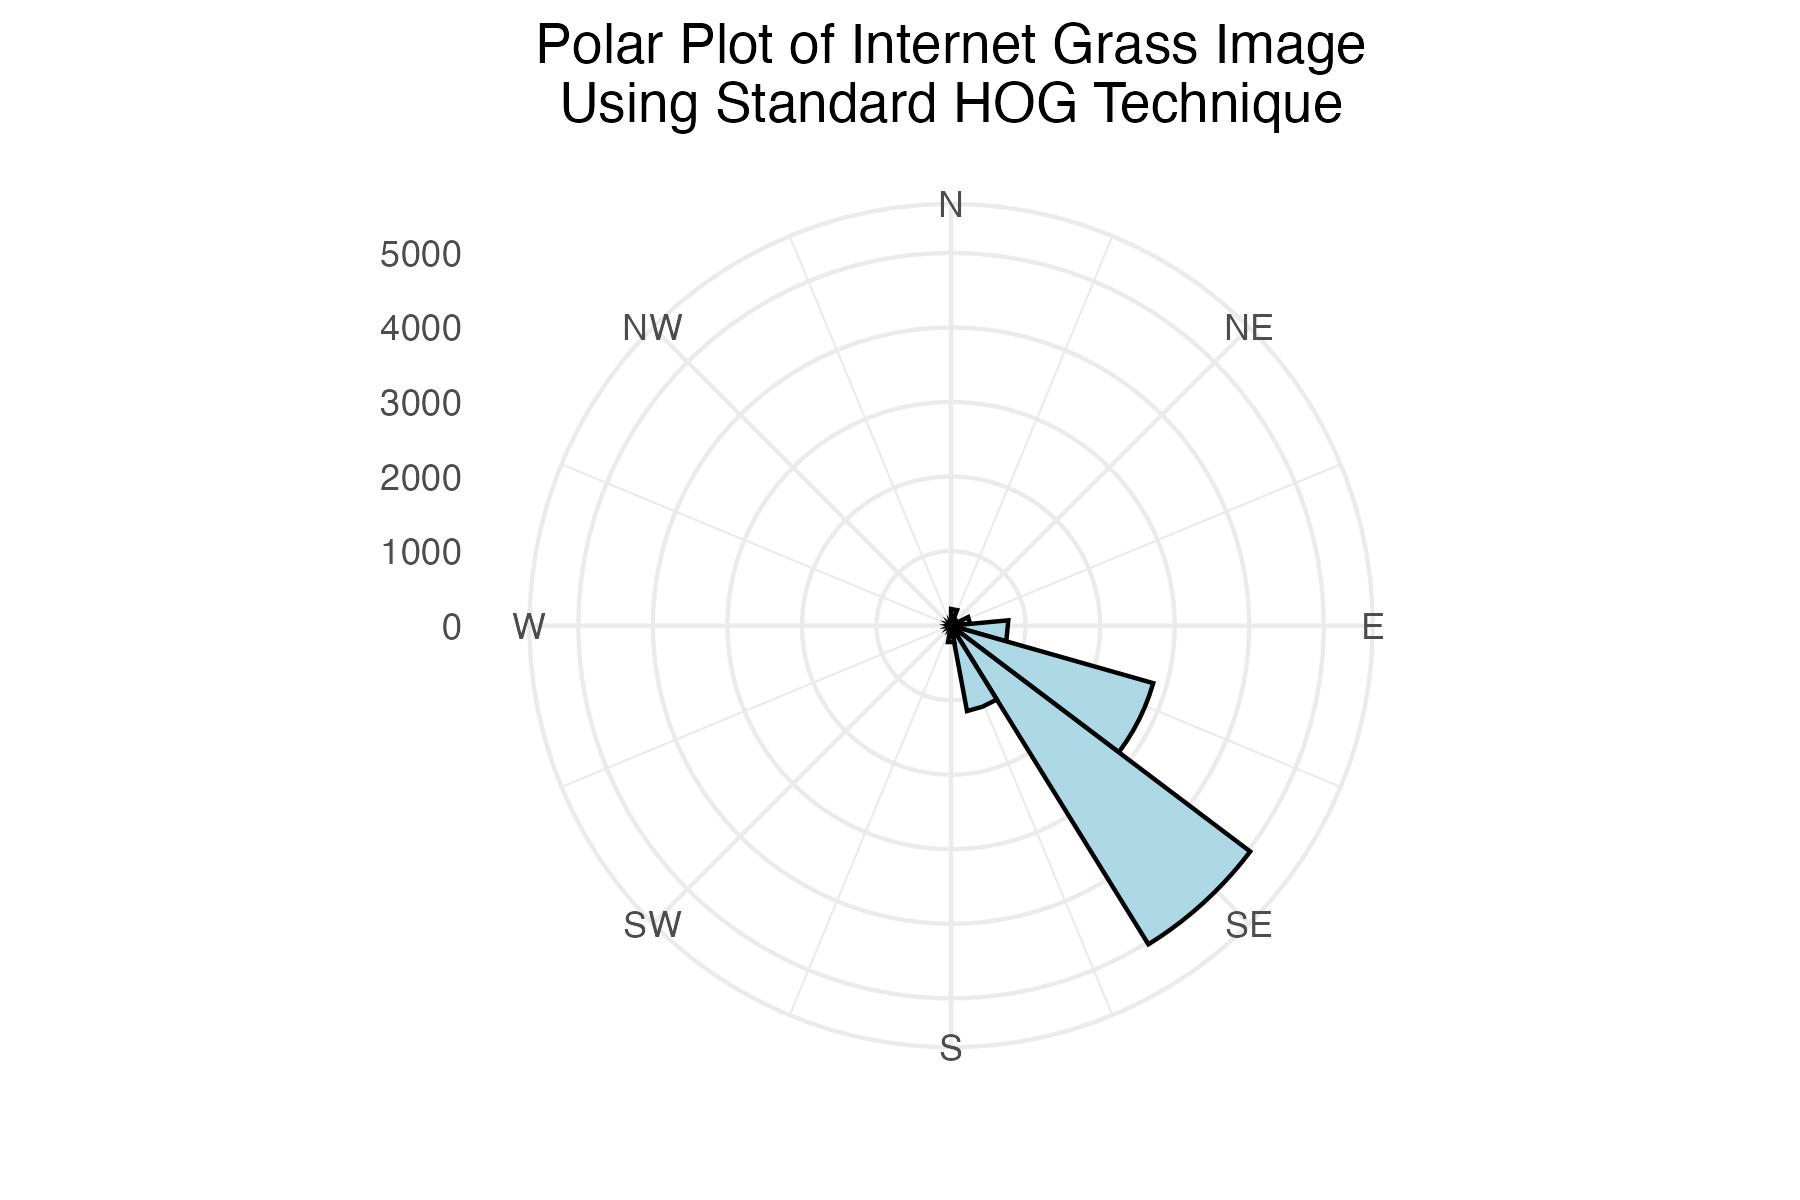 Polar Plot of Internet Grass Image
Using Standard HOG Technique
N
5000
NW
NE
4000
3000
2000
1000
0
W
E
SW
SE
S